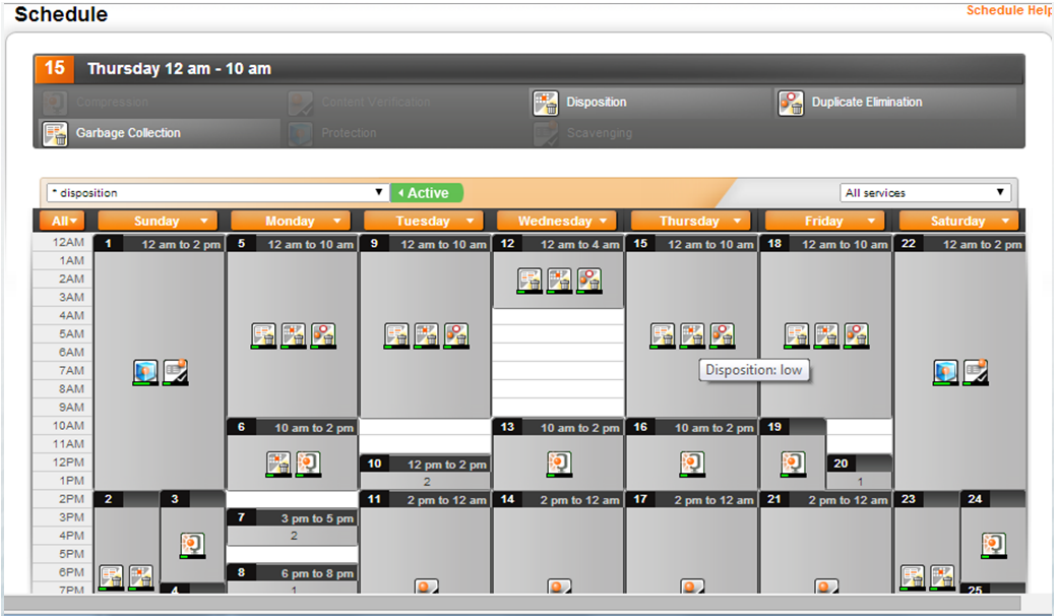 Schedule
Schedule Help
15 Thursday 12 am - 10 am
Compression Content Verification Disposition Duplicate Elimination
Garbage Collection Protection Scavenging
* disposition Active All services
All Sunday Monday Tuesday Wednesday Thursday Friday Saturday
12AM 1 12 am to 2 pm 5 12 am to 10 am 9 12 am to 10 am 12 12 am to 4 am 15 12 am to 10 am 18 12 am to 10 am 22 12 am to 2 pm
1AM
2AM
3AM
4AM
5AM
6AM
7AM Disposition: low
8AM
9AM
10AM 6 10 am to 2 pm 13 10 am to 2 pm 16 10 am to 2 pm 19
11AM
12PM 10 12 pm to 2 pm 20
1PM 2 1
2PM 2 3 11 2 pm to 12 am 14 2 pm to 12 am 17 2 pm to 12 am 21 2 pm to 12 am 23 24
3PM 7 3 pm to 5 pm
4PM 2
5PM
6PM 8 6 pm to 8 pm
7PM 4 1 25